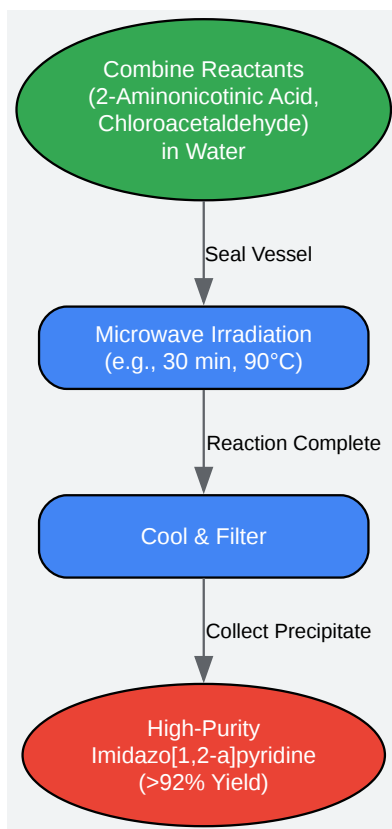 Combine Reactants
(2-Aminonicotinic Acid,
Chloroacetaldehyde)
in Water
Seal Vessel
Microwave Irradiation
(e.g., 30 min, 90°C)
Reaction Complete
Cool & Filter
Collect Precipitate
High-Purity
Imidazo[1,2-a]pyridine
(>92% Yield)